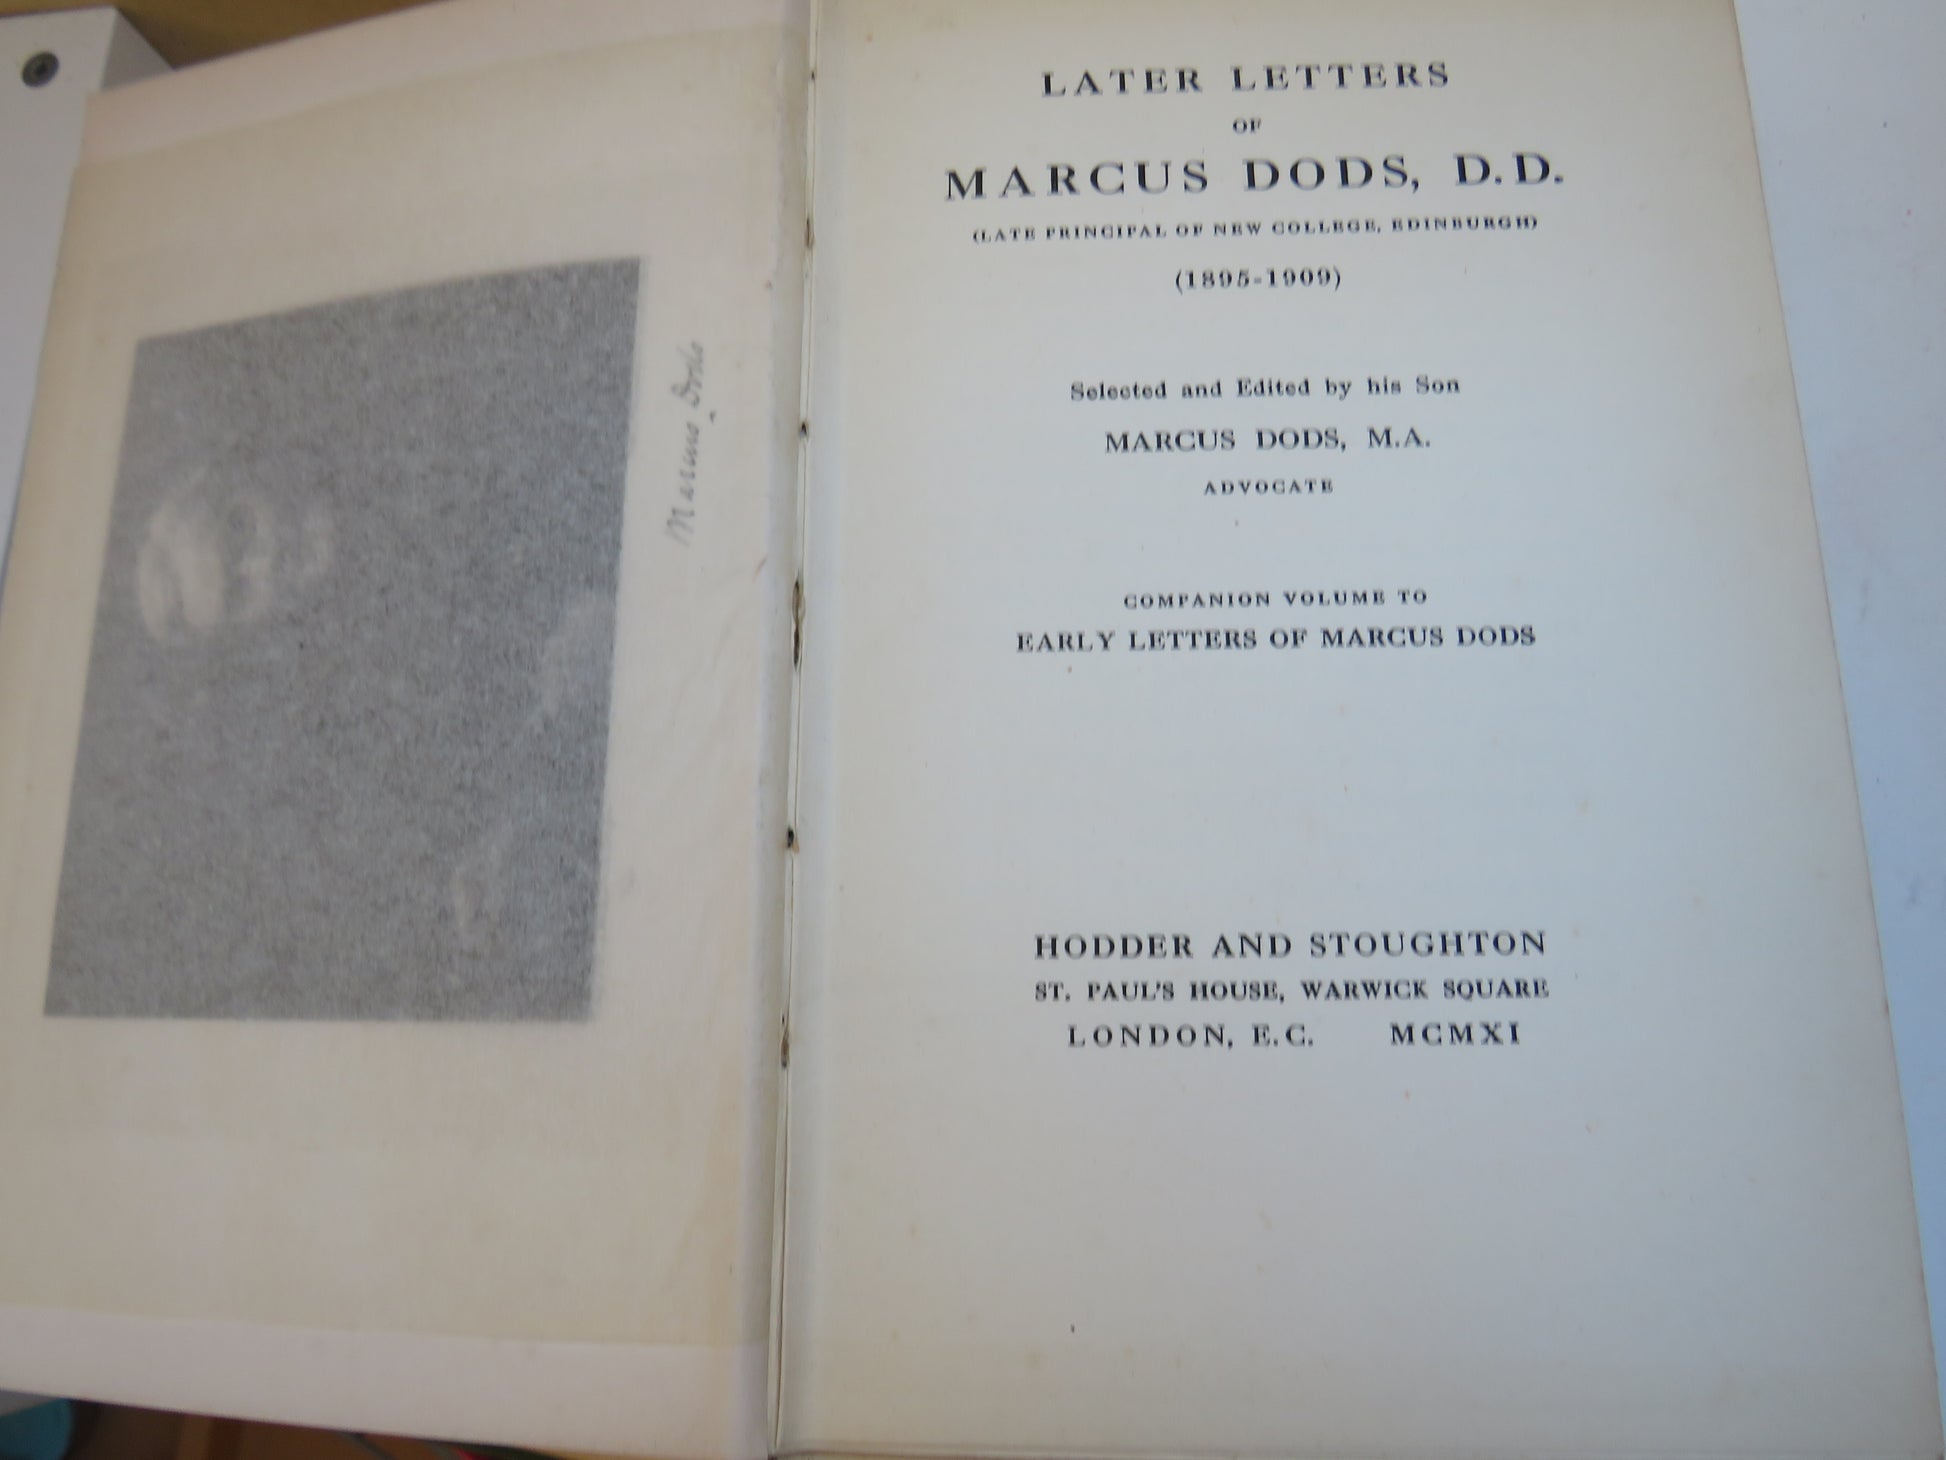 Marcus Dods
LATER LETTERS
OF
MARCUS DODS, D.D.
(LATE PRINCIPAL OF NEW COLLEGE, EDINBURGH)
(1895-1909)
Selected and Edited by his Son
MARCUS DODS, M.A.
ADVOCATE
COMPANION VOLUME TO
EARLY LETTERS OF MARCUS DODS
HODDER AND STOUGHTON
ST. PAUL'S HOUSE, WARWICK SQUARE
LONDON, E.C. MCMXI